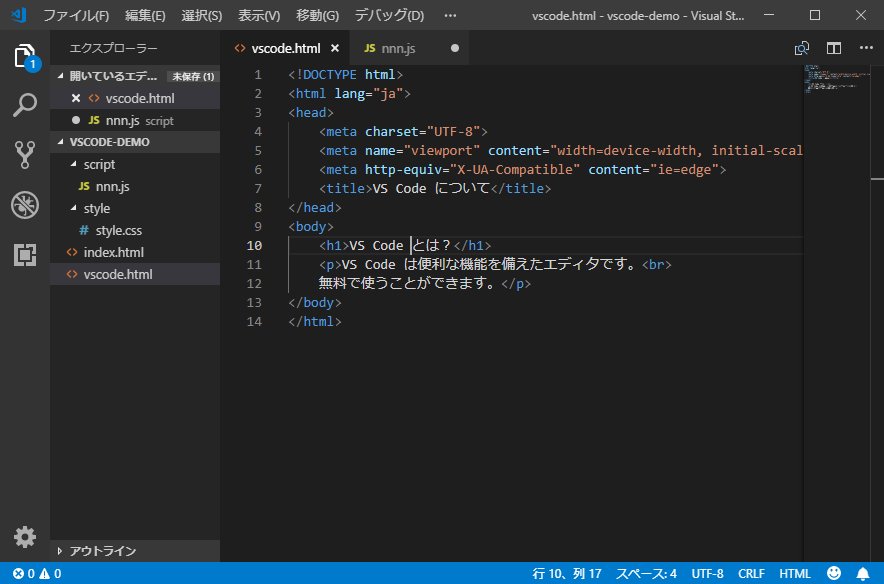 ファイル(F) 編集(E) 選択(S) 表示(V) 移動(G) デバッグ(D) ··· vscode.html - vscode-demo - Visual St...
1
エクスプローラー
開いているエデ... 未保存 (1)
vscode.html
nnn.js script
VSCODE-DEMO
script
JS nnn.js
style
# style.css
<> index.html
<> vscode.html
アウトライン
<> vscode.html JS nnn.js
1 <!DOCTYPE html>
2 <html lang="ja">
3 <head>
4 <meta charset="UTF-8">
5 <meta name="viewport" content="width=device-width, initial-scal
6 <meta http-equiv="X-UA-Compatible" content="ie=edge">
7 <title>VS Code について</title>
8 </head>
9 <body>
10 <h1>VS Code とは？</h1>
11 <p>VS Code は便利な機能を備えたエディタです。<br>
12 無料で使うことができます。</p>
13 </body>
14 </html>
0 0 行 10、列 17 スペース: 4 UTF-8 CRLF HTML